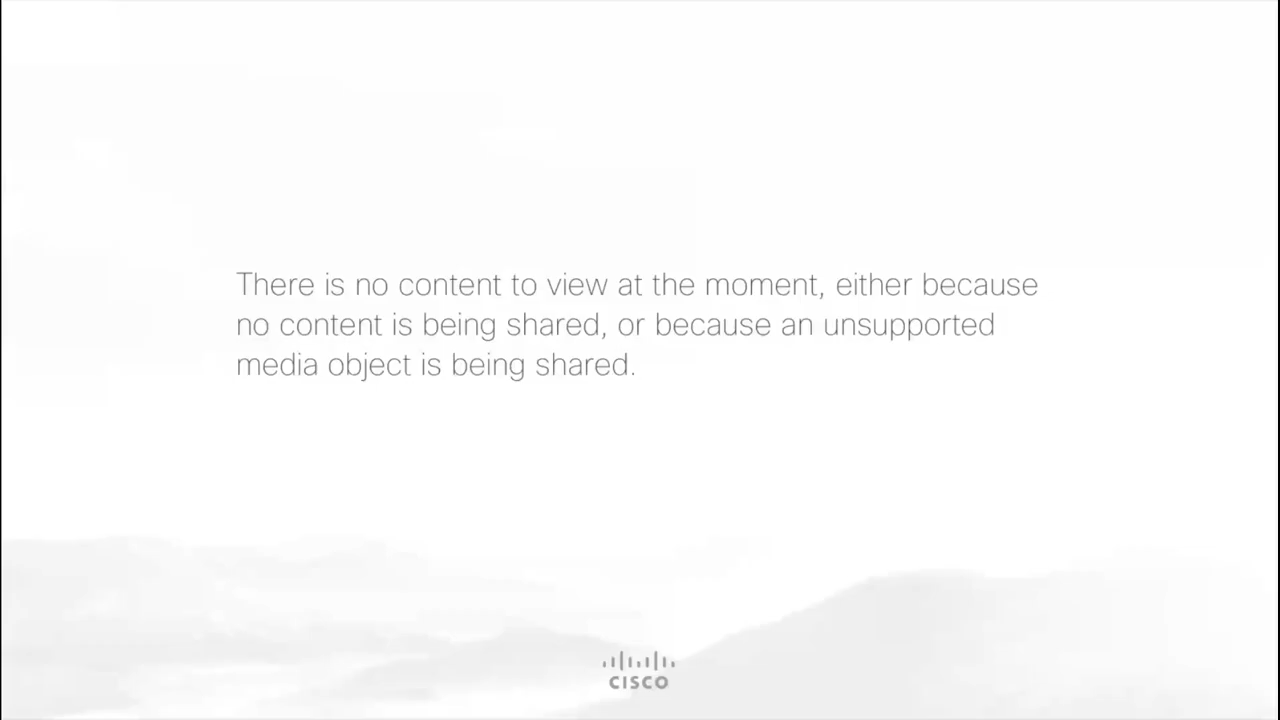 There is no content to view at the moment, either because
no content is being shared, or because an unsupported
media object is being shared.
CISCO